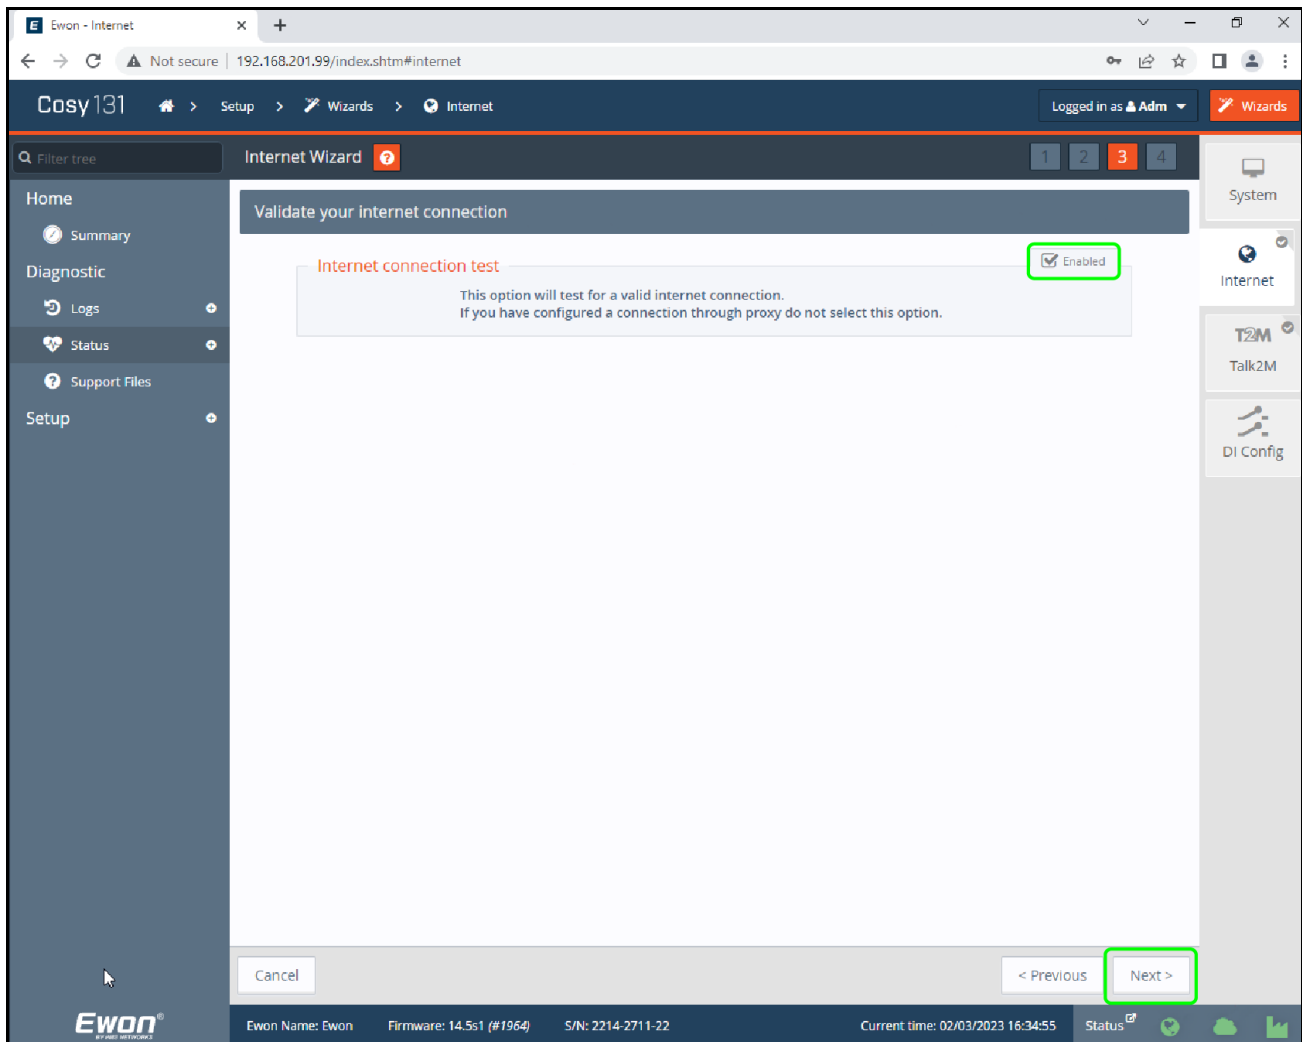 Ewon - Internet
Not secure | 192.168.201.99/index.shtm#internet
Cosy 131 > Setup > Wizards > Internet
Logged in as Adm
Wizards
Filter tree
Internet Wizard ?
1 2 3 4
Home
Summary
Diagnostic
Logs
Status
Support Files
Setup
Validate your internet connection
Internet connection test
Enabled
This option will test for a valid internet connection.
If you have configured a connection through proxy do not select this option.
System
Internet
T2M
Talk2M
DI Config
Cancel
< Previous
Next >
Ewon®
BY HMS NETWORKS
Ewon Name: Ewon
Firmware: 14.5s1 (#1964)
S/N: 2214-2711-22
Current time: 02/03/2023 16:34:55
Status